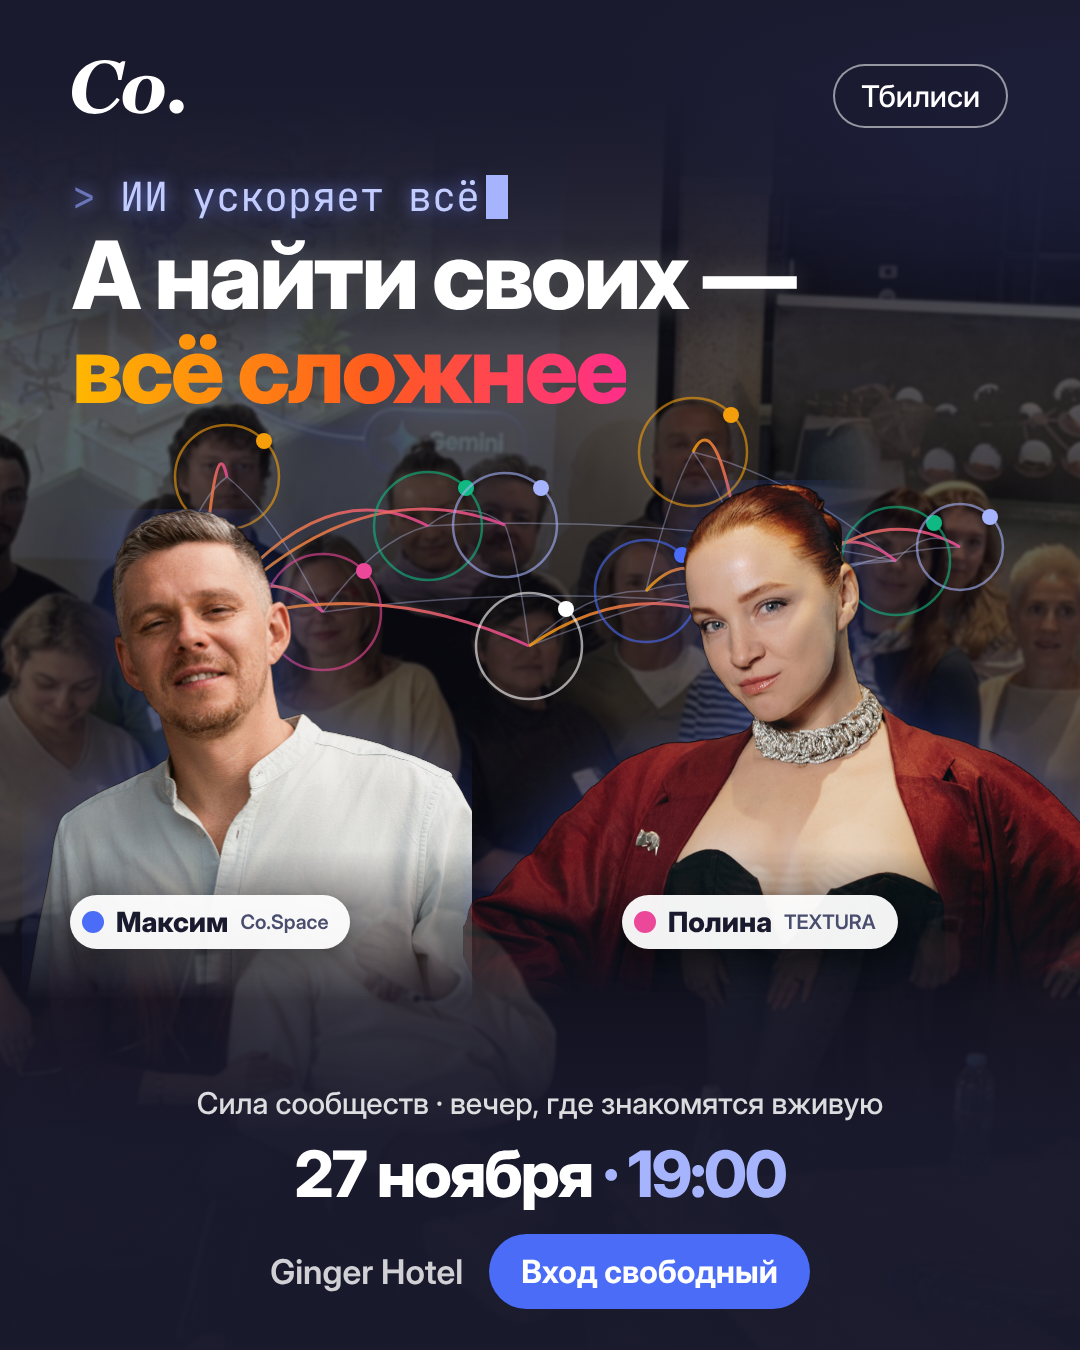 Co.
Тбилиси
> ИИ ускоряет всё
А найти своих —
всё сложнее
Gemini
Максим Co.Space
Полина TEXTURA
Сила сообществ · вечер, где знакомятся вживую
27 ноября · 19:00
Ginger Hotel
Вход свободный